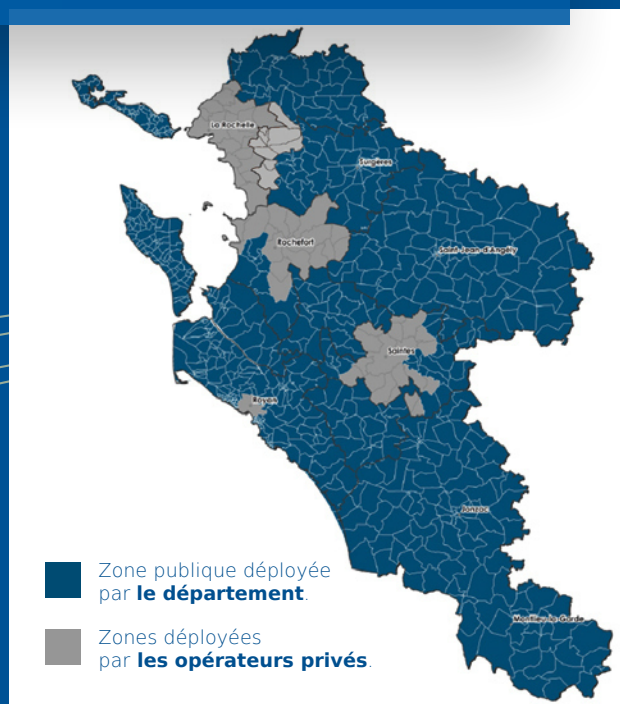 La Rochelle
Surgères
Rochefort
Saint-Jean-d'Angély
Saintes
Royan
Jonzac
Montlieu-la-Garde
Zone publique déployée
par le département.
Zones déployées
par les opérateurs privés.